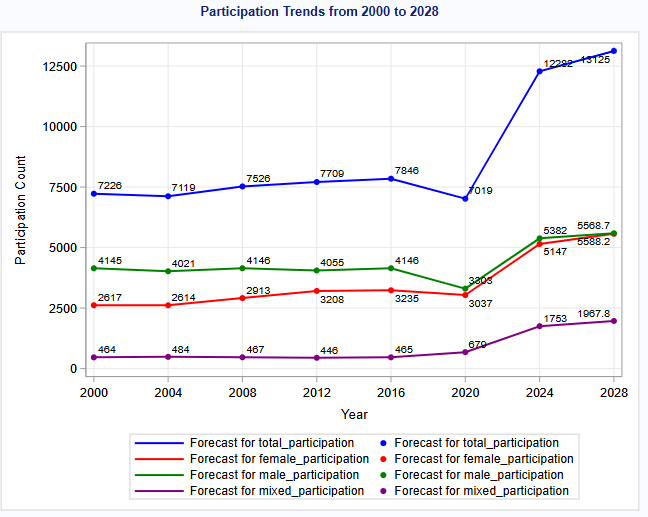 Participation Trends from 2000 to 2028
Participation Count
12500
10000
7500
5000
2500
0
7226 7119 7526 7709 7846 7019 12282 13125
4145 4021 4146 4055 4146 3303 5382 5568.7
2617 2614 2913 3208 3235 3037 5147 5588.2
464 484 467 446 465 679 1753 1967.8
2000 2004 2008 2012 2016 2020 2024 2028
Year
Forecast for total_participation Forecast for total_participation
Forecast for female_participation Forecast for female_participation
Forecast for male_participation Forecast for male_participation
Forecast for mixed_participation Forecast for mixed_participation